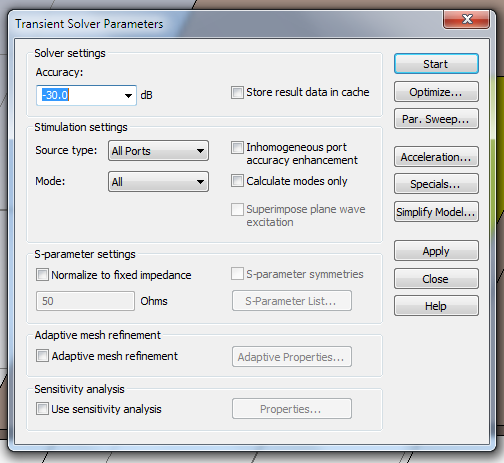 Transient Solver Parameters
Solver settings
Accuracy:
-30.0 dB
Store result data in cache
Stimulation settings
Source type: All Ports
Inhomogeneous port
accuracy enhancement
Mode: All
Calculate modes only
Superimpose plane wave
excitation
S-parameter settings
Normalize to fixed impedance
S-parameter symmetries
50 Ohms
S-Parameter List...
Adaptive mesh refinement
Adaptive mesh refinement
Adaptive Properties...
Sensitivity analysis
Use sensitivity analysis
Properties...
Start
Optimize...
Par. Sweep...
Acceleration...
Specials...
Simplify Model...
Apply
Close
Help